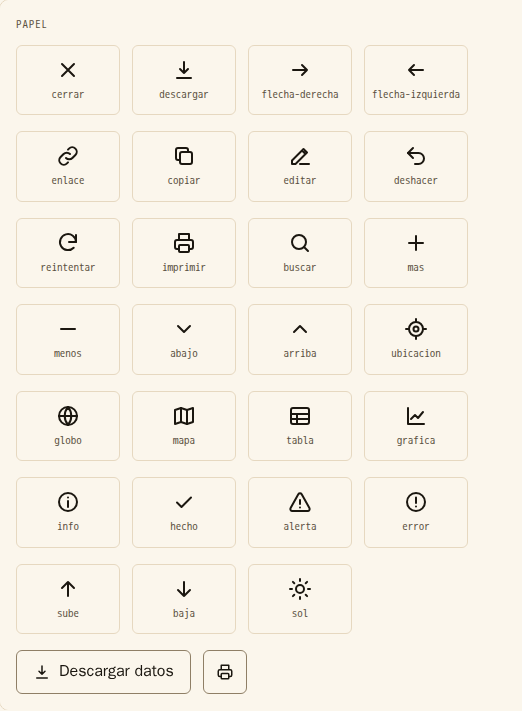 PAPEL
cerrar
descargar
flecha-derecha
flecha-izquierda
enlace
copiar
editar
deshacer
reintentar
imprimir
buscar
mas
menos
abajo
arriba
ubicacion
globo
mapa
tabla
grafica
info
hecho
alerta
error
sube
baja
sol
Descargar datos